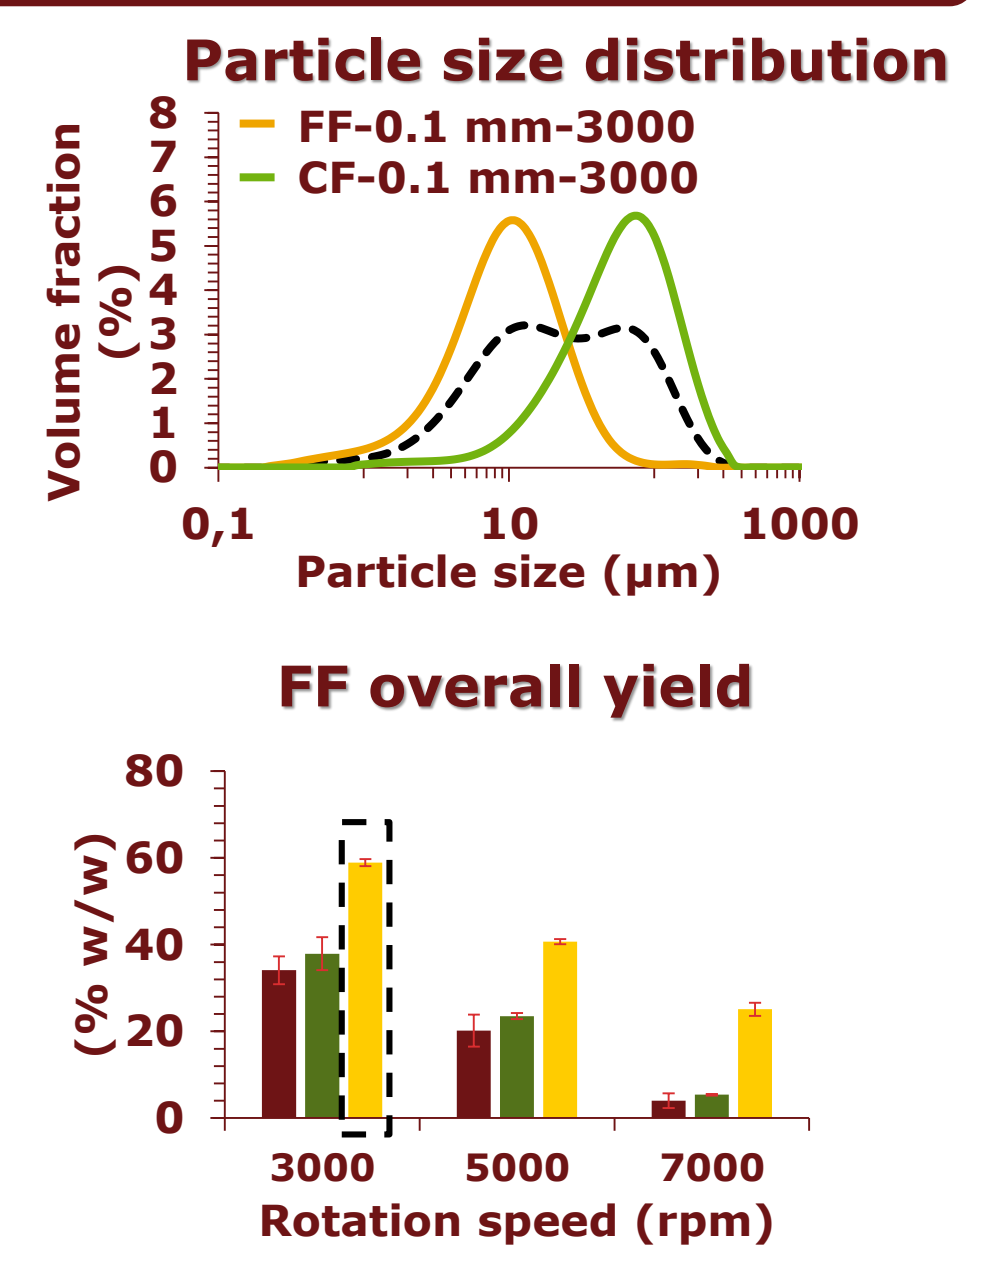 Particle size distribution
8
7
6
5
4
3
2
1
0
Volume fraction
(%)
FF-0.1 mm-3000
CF-0.1 mm-3000
0,1 10 1000
Particle size (µm)
FF overall yield
80
60
40
20
0
(% w/w)
3000 5000 7000
Rotation speed (rpm)